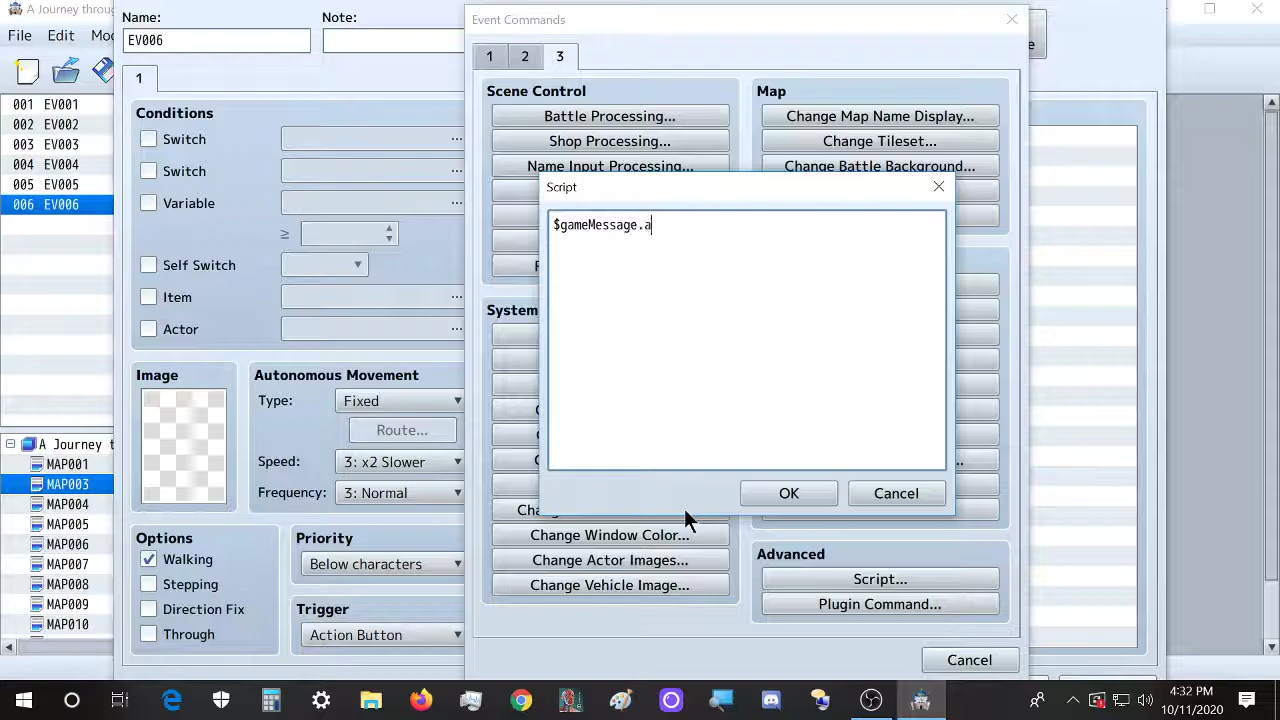 A Journey through
File Edit Mod
001 EV001
002 EV002
003 EV003
004 EV004
005 EV005
006 EV006
A Journey t
MAP001
MAP003
MAP004
MAP005
MAP006
MAP007
MAP008
MAP009
MAP010
Name:
Note:
EV006
1
Conditions
Switch ...
Switch ...
Variable ...
≥
Self Switch
Item ...
Actor ...
Image
Autonomous Movement
Type: Fixed
Route...
Speed: 3: x2 Slower
Frequency: 3: Normal
Options
Walking
Stepping
Direction Fix
Through
Priority
Below characters
Trigger
Action Button
Event Commands
1 2 3
Scene Control
Battle Processing...
Shop Processing...
Name Input Processing...
System
Change Window Color...
Change Actor Images...
Change Vehicle Image...
Map
Change Map Name Display...
Change Tileset...
Change Battle Background...
Advanced
Script...
Plugin Command...
Cancel
Script
$gameMessage.a
OK
Cancel
4:32 PM
10/11/2020